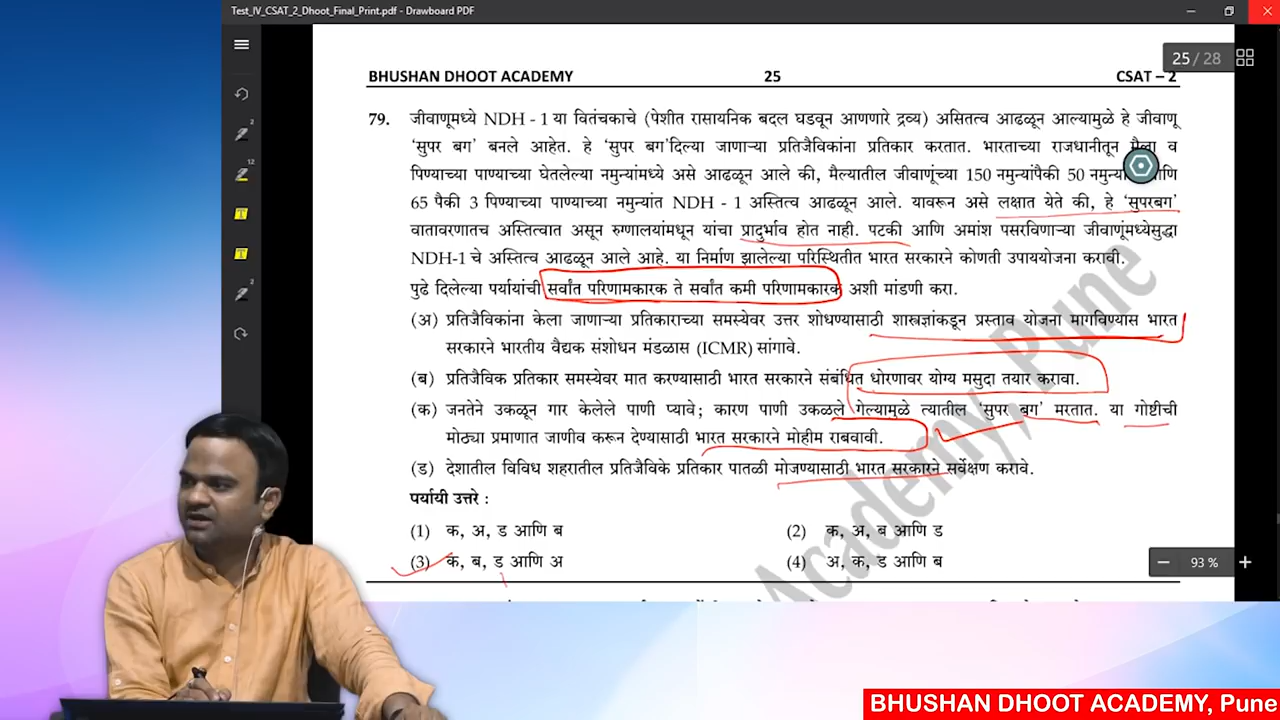 Test_IV_CSAT_2_Dhoot_Final_Print.pdf - Drawboard PDF
25 / 28
BHUSHAN DHOOT ACADEMY 25 CSAT – 2
79. जीवाणूमध्ये NDH - 1 या वितंचकाचे (पेशीत रासायनिक बदल घडवून आणणारे द्रव्य) असितत्व आढळून आल्यामुळे हे जीवाणू
'सुपर बग' बनले आहेत. हे 'सुपर बग'दिल्या जाणाऱ्या प्रतिजैविकांना प्रतिकार करतात. भारताच्या राजधानीतून मैला व
पिण्याच्या पाण्याच्या घेतलेल्या नमुन्यांमध्ये असे आढळून आले की, मैल्यातील जीवाणूंच्या 150 नमुन्यांपैकी 50
65 पैकी 3 पिण्याच्या पाण्याच्या नमुन्यांत NDH - 1 अस्तित्व आढळून आले. यावरून असे लक्षात येते की, हे 'सुपरबग'
वातावरणातच अस्तित्वात असून रुग्णालयांमधून यांचा प्रादुर्भाव होत नाही. पटकी आणि अमांश पसरविणाऱ्या जीवाणूंमध्येसुद्धा
NDH-1 चे अस्तित्व आढळून आले आहे. या निर्माण झालेल्या परिस्थितीत भारत सरकारने कोणती उपाययोजना करावी.
पुढे दिलेल्या पर्यायांची सर्वांत परिणामकारक ते सर्वांत कमी परिणामकारक अशी मांडणी करा.
(अ) प्रतिजैविकांना केला जाणाऱ्या प्रतिकाराच्या समस्येवर उत्तर शोधण्यासाठी शास्त्रज्ञांकडून प्रस्ताव योजना मागविण्यास भारत
सरकारने भारतीय वैद्यक संशोधन मंडळास (ICMR) सांगावे.
(ब) प्रतिजैविक प्रतिकार समस्येवर मात करण्यासाठी भारत सरकारने संबंधित धोरणावर योग्य मसुदा तयार करावा.
(क) जनतेने उकळून गार केलेले पाणी प्यावे; कारण पाणी उकळले गेल्यामुळे त्यातील 'सुपर बग' मरतात. या गोष्टीची
मोठ्या प्रमाणात जाणीव करून देण्यासाठी भारत सरकारने मोहीम राबवावी.
(ड) देशातील विविध शहरातील प्रतिजैविके प्रतिकार पातळी मोजण्यासाठी भारत सरकारने सर्वेक्षण करावे.
पर्यायी उत्तरे :
(1) क, अ, ड आणि ब (2) क, अ, ब आणि ड
(3) क, ब, ड आणि अ (4) अ, क, ड आणि ब
93 %
Academy, Pune
BHUSHAN DHOOT ACADEMY, Pune